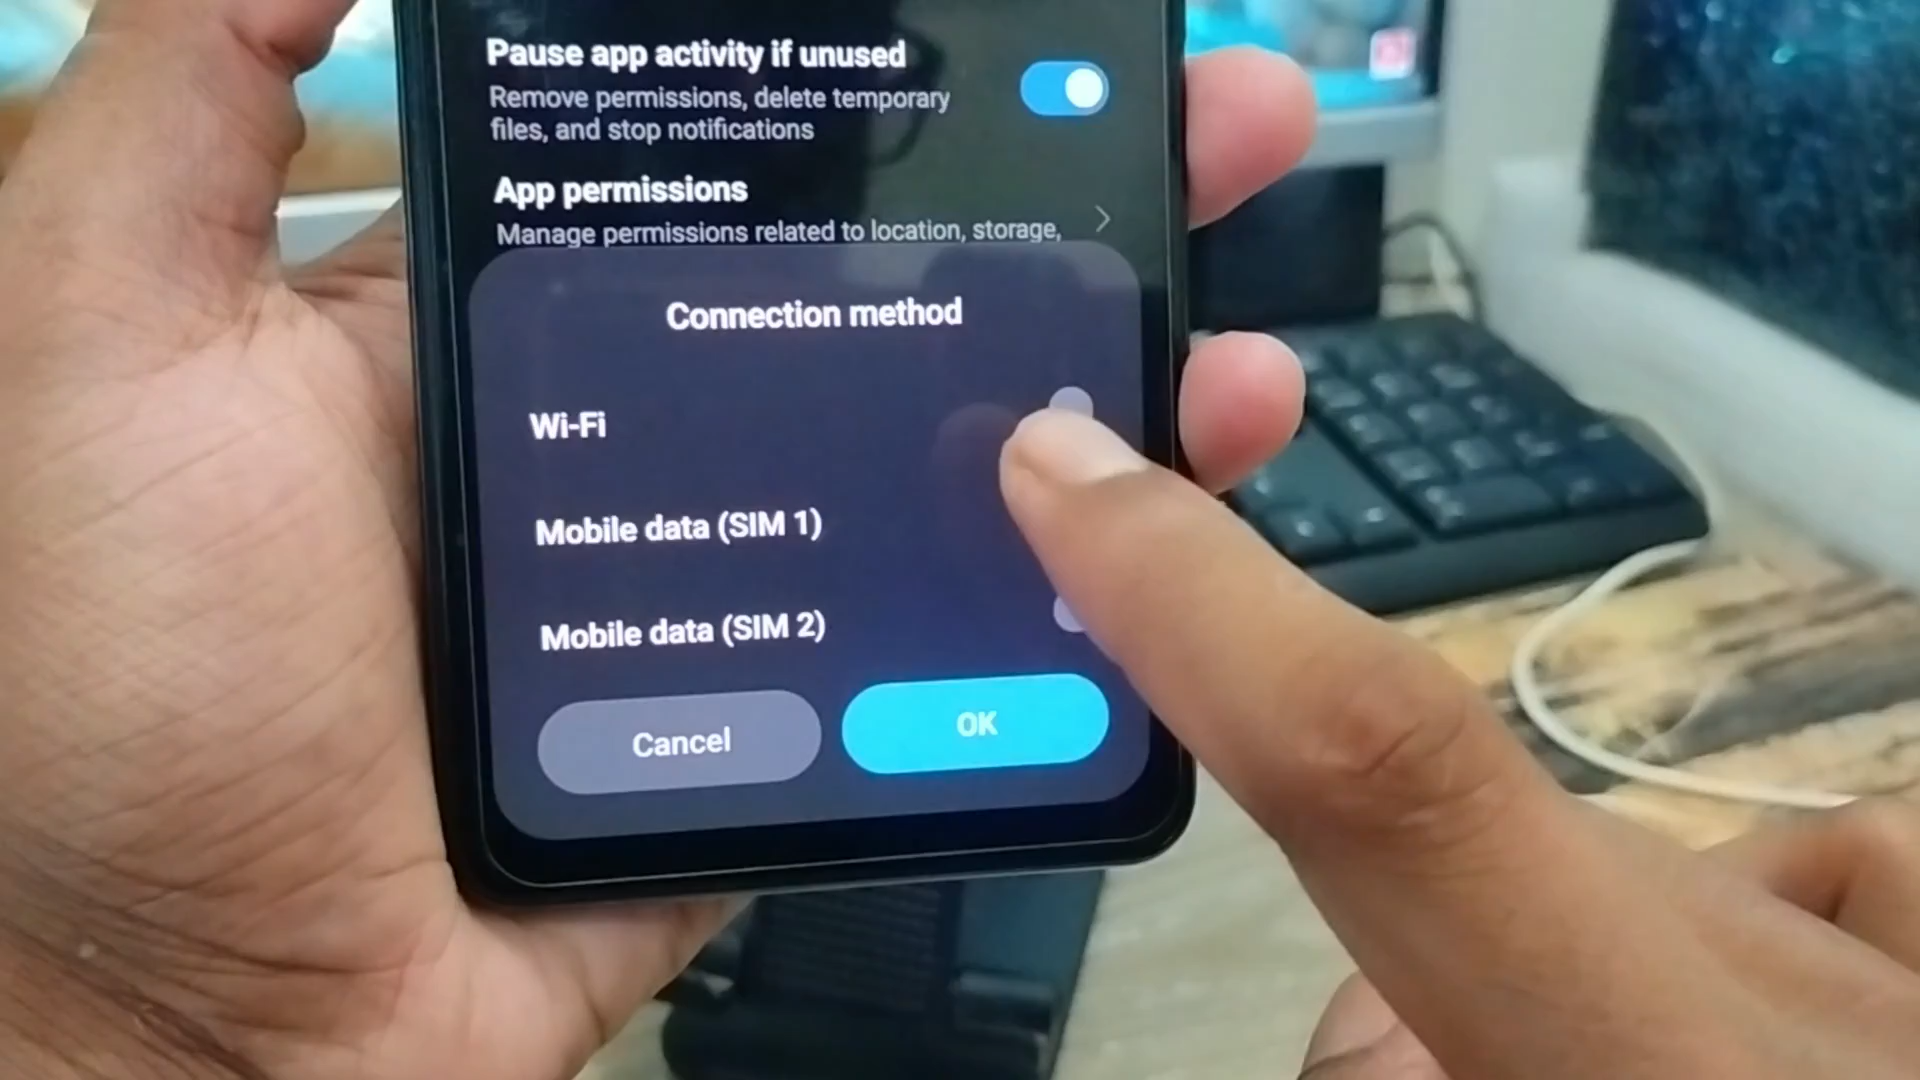 Pause app activity if unused
Remove permissions, delete temporary
files, and stop notifications
App permissions
Manage permissions related to location, storage,
Connection method
Wi-Fi
Mobile data (SIM 1)
Mobile data (SIM 2)
Cancel
OK